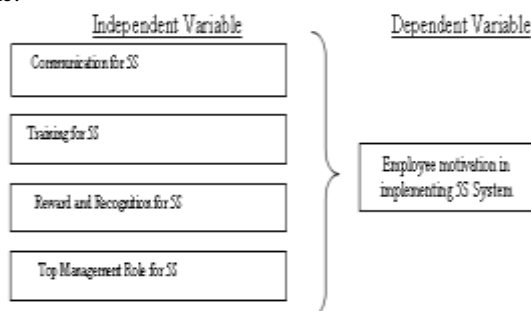 Independent Variable
Dependent Variable
Communication for 5S
Training for 5S
Reward and Recognition for 5S
Top Management Role for 5S
Employee motivation in
implementing 5S System